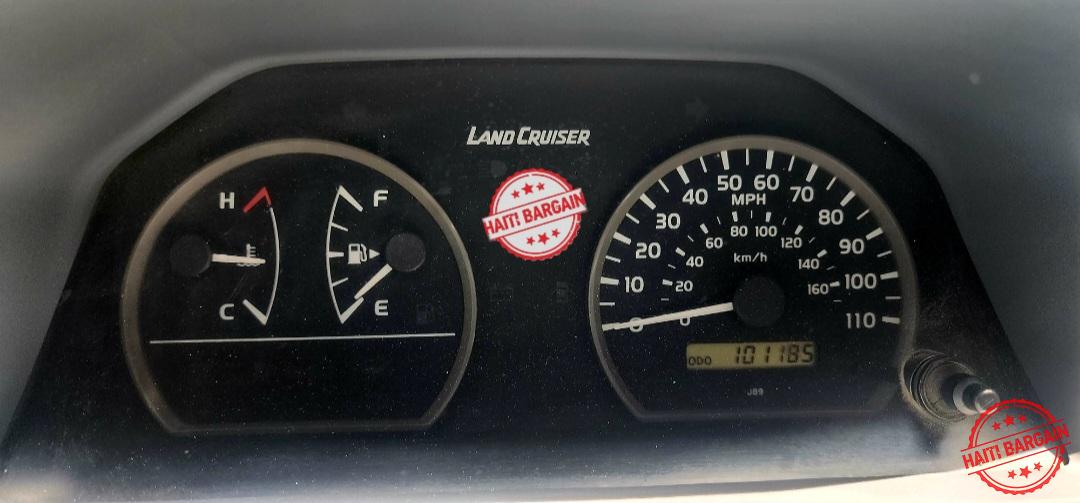 LAND CRUISER
HAITI BARGAIN
H
C
F
E
0 10 20 30 40 50 60 70 80 90 100 110
MPH
0 20 40 60 80 100 120 140 160
km/h
ODO 101185
J89
HAITI BARGAIN